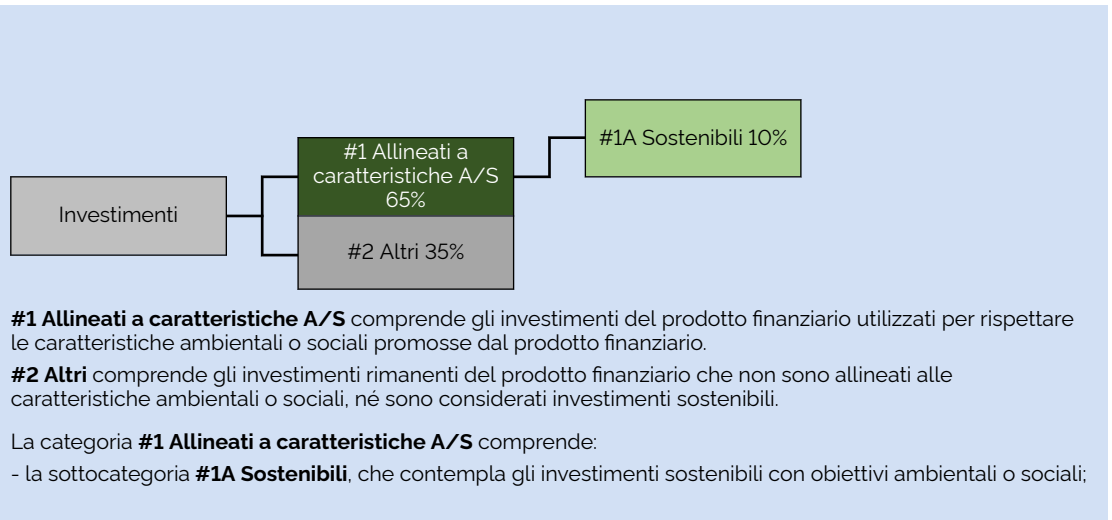 #1A Sostenibili 10%
#1 Allineati a
caratteristiche A/S
65%
Investimenti
#2 Altri 35%
#1 Allineati a caratteristiche A/S comprende gli investimenti del prodotto finanziario utilizzati per rispettare
le caratteristiche ambientali o sociali promosse dal prodotto finanziario.
#2 Altri comprende gli investimenti rimanenti del prodotto finanziario che non sono allineati alle
caratteristiche ambientali o sociali, né sono considerati investimenti sostenibili.
La categoria #1 Allineati a caratteristiche A/S comprende:
- la sottocategoria #1A Sostenibili, che contempla gli investimenti sostenibili con obiettivi ambientali o sociali;